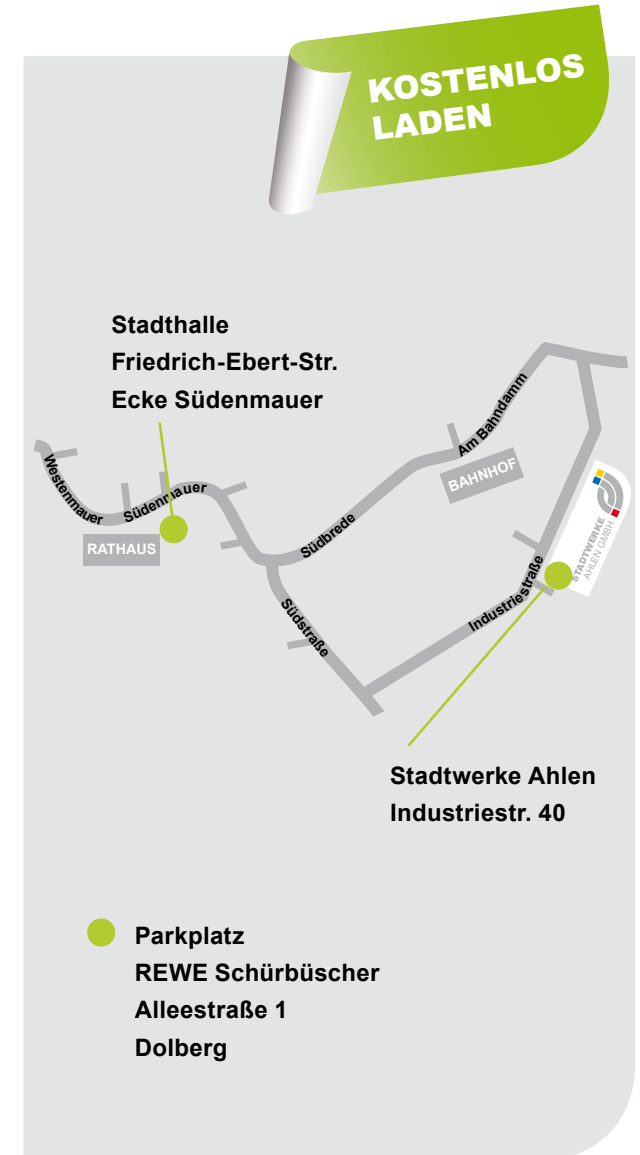 KOSTENLOS
LADEN
Stadthalle
Friedrich-Ebert-Str.
Ecke Südenmauer
Westenmauer
Südenmauer
RATHAUS
Südbrede
Am Bahndamm
BAHNHOF
STADTWERKE
AHLEN GMBH
Südstraße
Industriestraße
Stadtwerke Ahlen
Industriestr. 40
Parkplatz
REWE Schürbüscher
Alleestraße 1
Dolberg